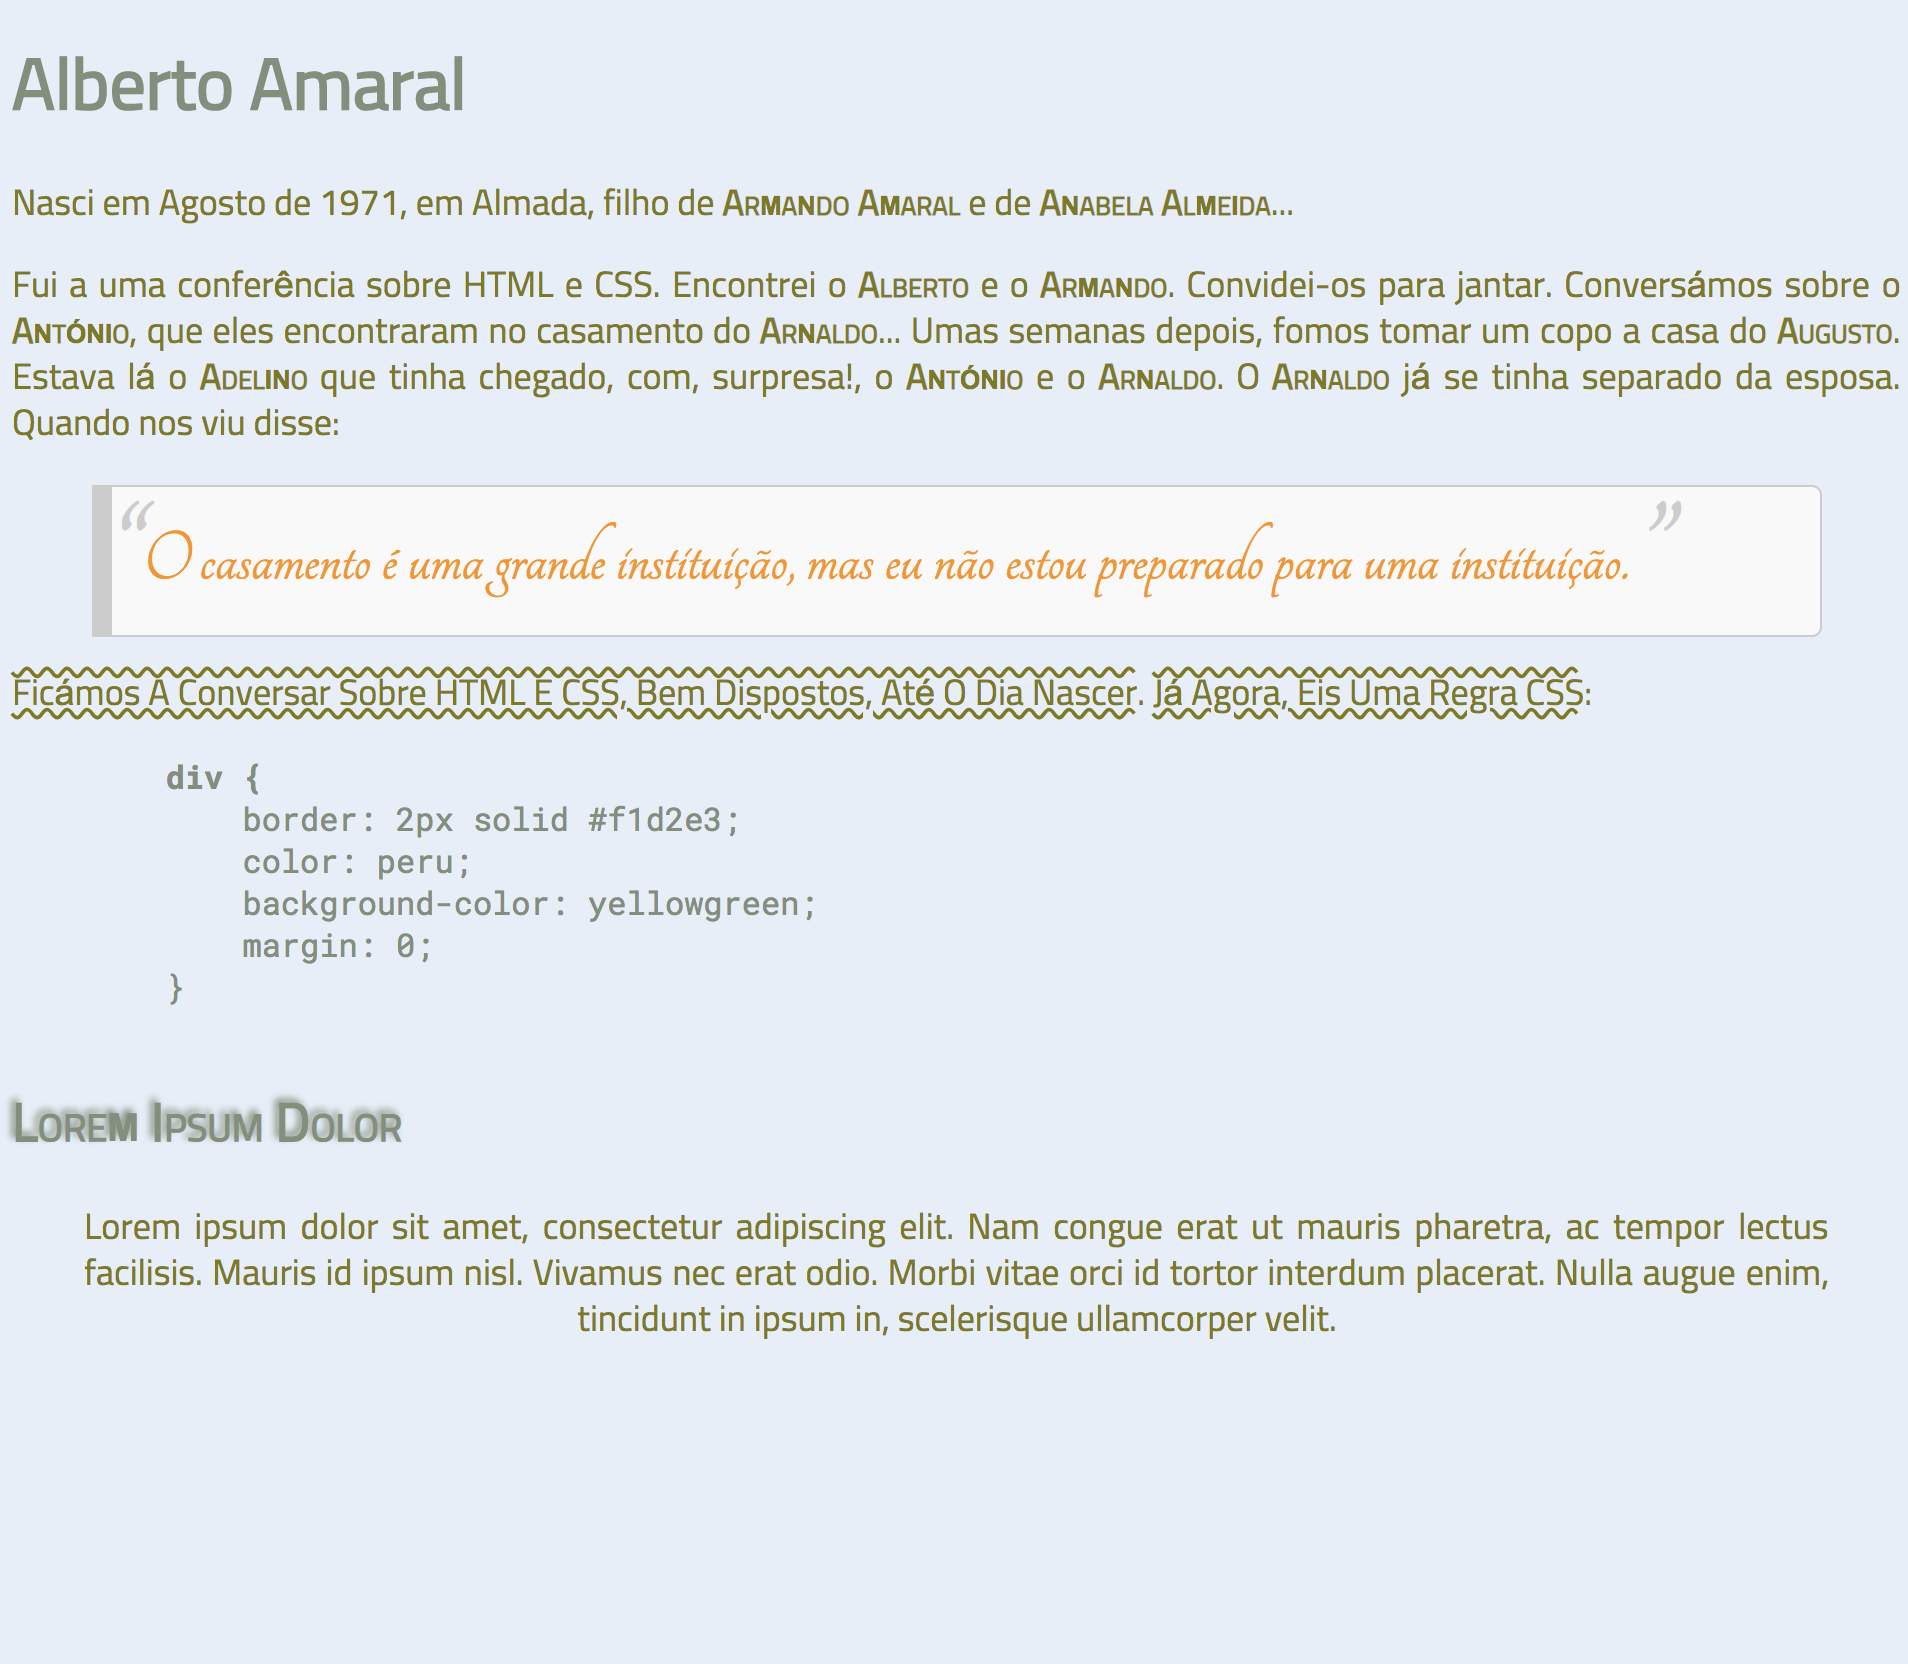 Alberto Amaral
Nasci em Agosto de 1971, em Almada, filho de Armando Amaral e de Anabela Almeida...
Fui a uma conferência sobre HTML e CSS. Encontrei o Alberto e o Armando. Convidei-os para jantar. Conversámos sobre o
António, que eles encontraram no casamento do Arnaldo... Umas semanas depois, fomos tomar um copo a casa do Augusto.
Estava lá o Adelino que tinha chegado, com, surpresa!, o António e o Arnaldo. O Arnaldo já se tinha separado da esposa.
Quando nos viu disse:
“O casamento é uma grande instituição, mas eu não estou preparado para uma instituição.”
Ficámos A Conversar Sobre HTML E CSS, Bem Dispostos, Até O Dia Nascer. Já Agora, Eis Uma Regra CSS:
div {
    border: 2px solid #f1d2e3;
    color: peru;
    background-color: yellowgreen;
    margin: 0;
}
Lorem Ipsum Dolor
Lorem ipsum dolor sit amet, consectetur adipiscing elit. Nam congue erat ut mauris pharetra, ac tempor lectus
facilisis. Mauris id ipsum nisl. Vivamus nec erat odio. Morbi vitae orci id tortor interdum placerat. Nulla augue enim,
tincidunt in ipsum in, scelerisque ullamcorper velit.